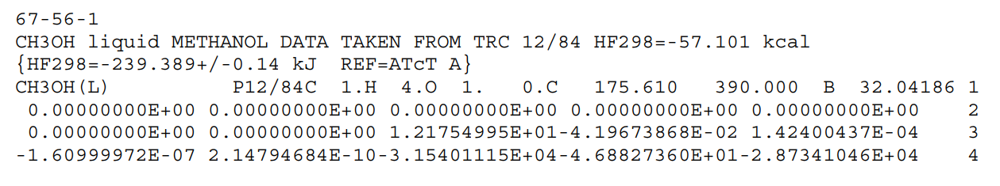 67-56-1
CH3OH liquid METHANOL DATA TAKEN FROM TRC 12/84 HF298=-57.101 kcal
{HF298=-239.389+/-0.14 kJ  REF=ATcT A}
CH3OH(L)          P12/84C  1.H  4.O  1.   0.C   175.610   390.000  B  32.04186 1
 0.00000000E+00 0.00000000E+00 0.00000000E+00 0.00000000E+00 0.00000000E+00    2
 0.00000000E+00 0.00000000E+00 1.21754995E+01-4.19673868E-02 1.42400437E-04    3
-1.60999972E-07 2.14794684E-10-3.15401115E+04-4.68827360E+01-2.87341046E+04    4